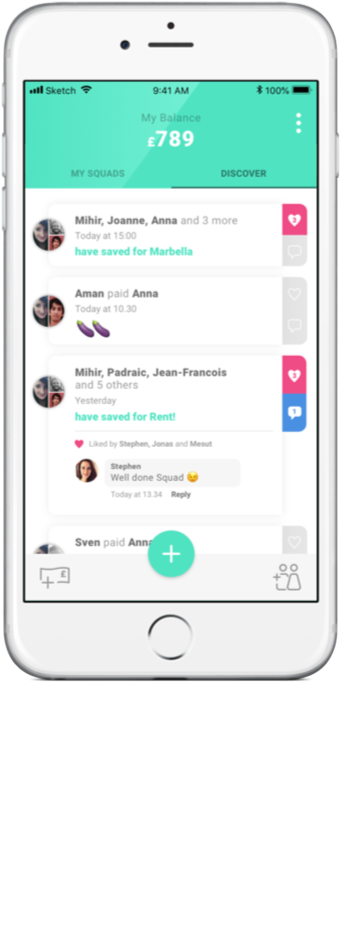 Sketch 9:41 AM 100%
My Balance
£789
MY SQUADS DISCOVER
Mihir, Joanne, Anna and 3 more
Today at 15:00
have saved for Marbella
3
Aman paid Anna
Today at 10.30
Mihir, Padraic, Jean-Francois
and 5 others
Yesterday
have saved for Rent!
3
1
Liked by Stephen, Jonas and Mesut
Stephen
Well done Squad 😉
Today at 13.34 Reply
Sven paid Anna
+
£